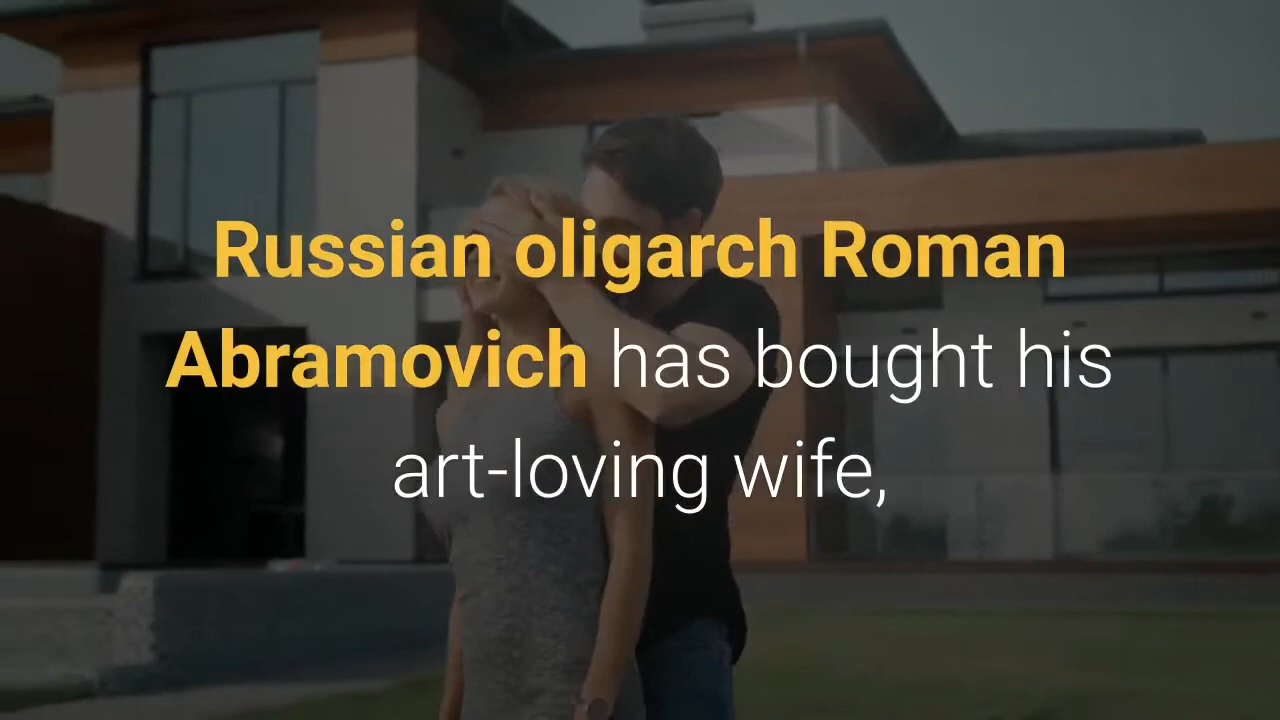 Russian oligarch Roman
Abramovich has bought his
art-loving wife,